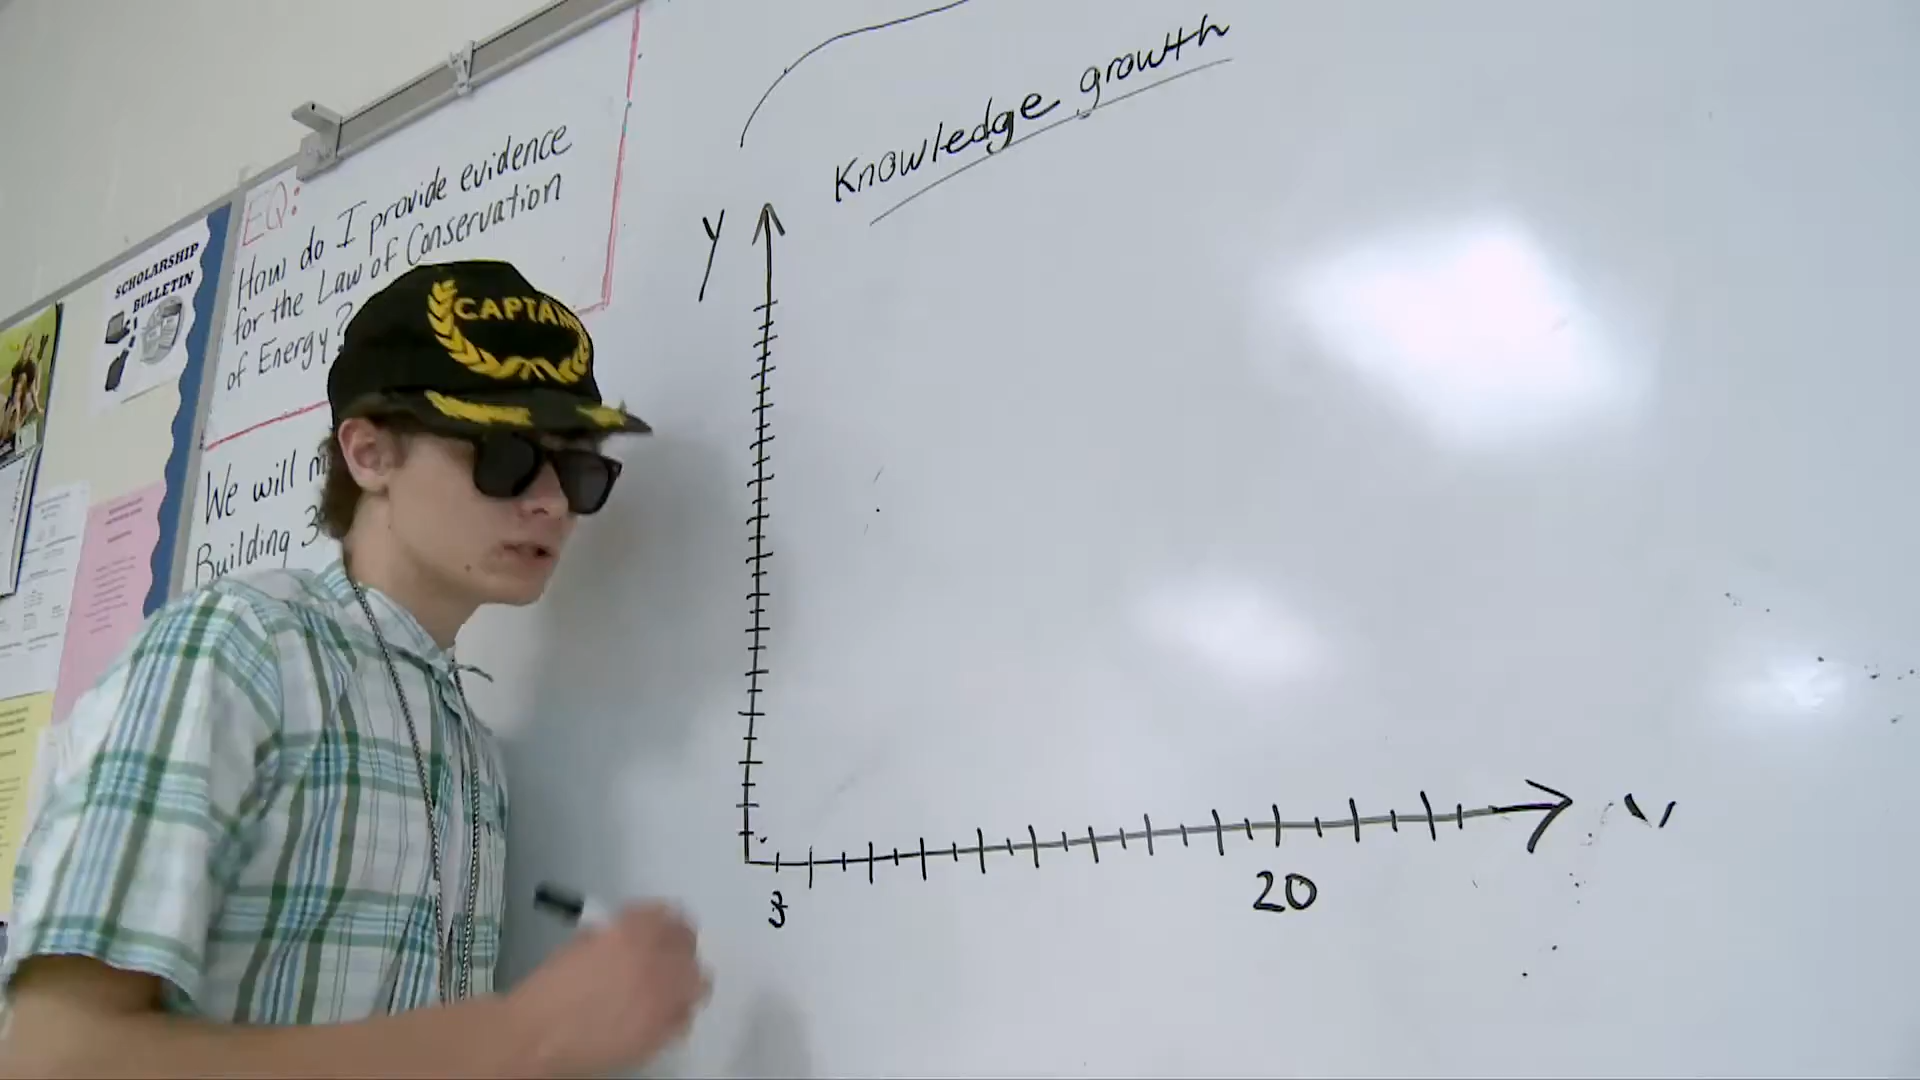 Knowledge growth
y
20
EQ:
How do I provide evidence
for the Law of Conservation
of Energy?
We will
Building 3
SCHOLARSHIP
BULLETIN
CAPTAIN